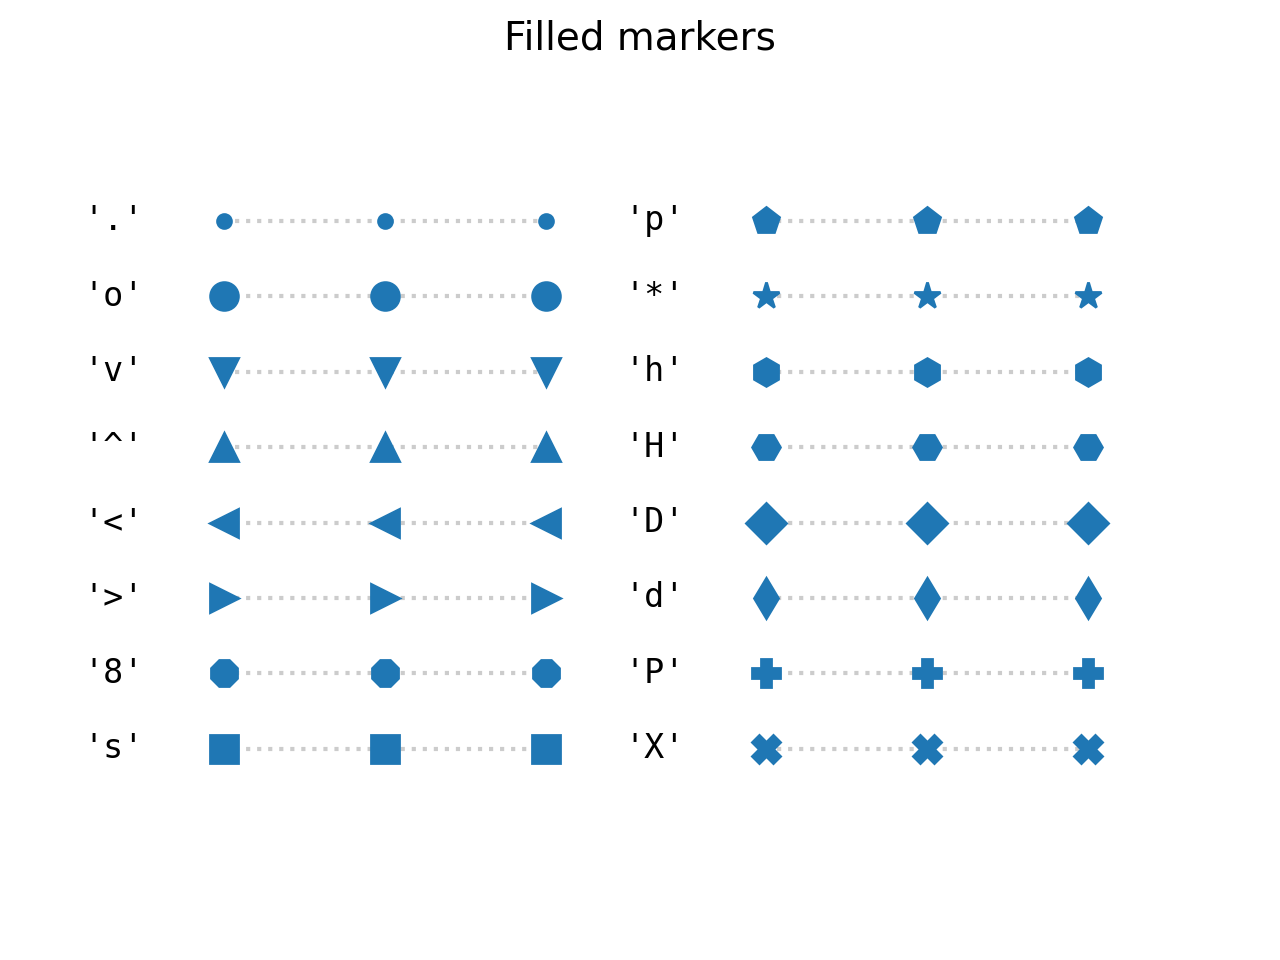 Filled markers
'.'
'o'
'v'
'^'
'<'
'>'
'8'
's'
'p'
'*'
'h'
'H'
'D'
'd'
'P'
'X'